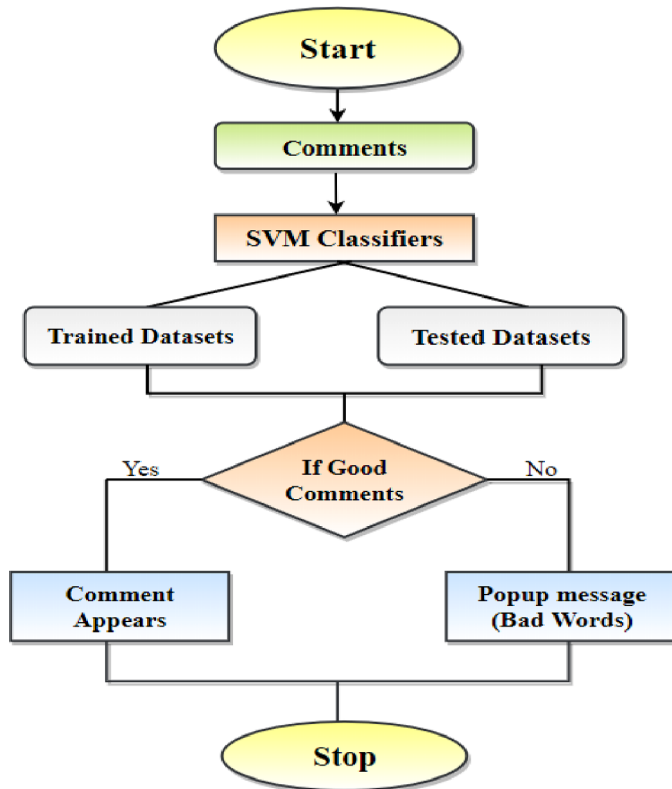 Start
Comments
SVM Classifiers
Trained Datasets
Tested Datasets
If Good
Comments
Yes
No
Comment
Appears
Popup message
(Bad Words)
Stop